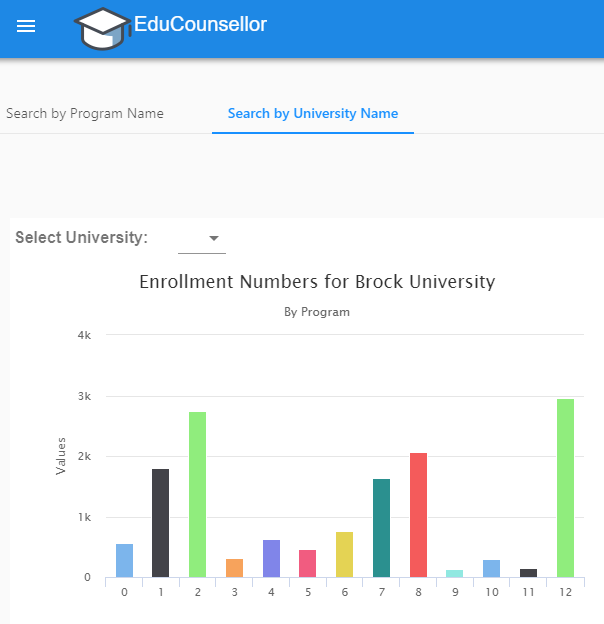 EduCounsellor
Search by Program Name
Search by University Name
Select University:
Enrollment Numbers for Brock University
By Program
4k
3k
2k
1k
0
Values
0 1 2 3 4 5 6 7 8 9 10 11 12